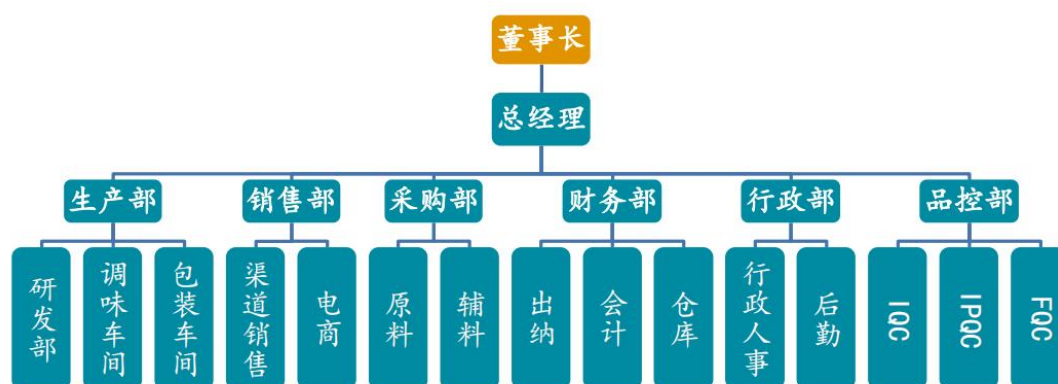 董事长
总经理
生产部
销售部
采购部
财务部
行政部
品控部
研发部
调味车间
包装车间
渠道销售
电商
原料
辅料
出纳
会计
仓库
行政人事
后勤
IQC
IPQC
FQC